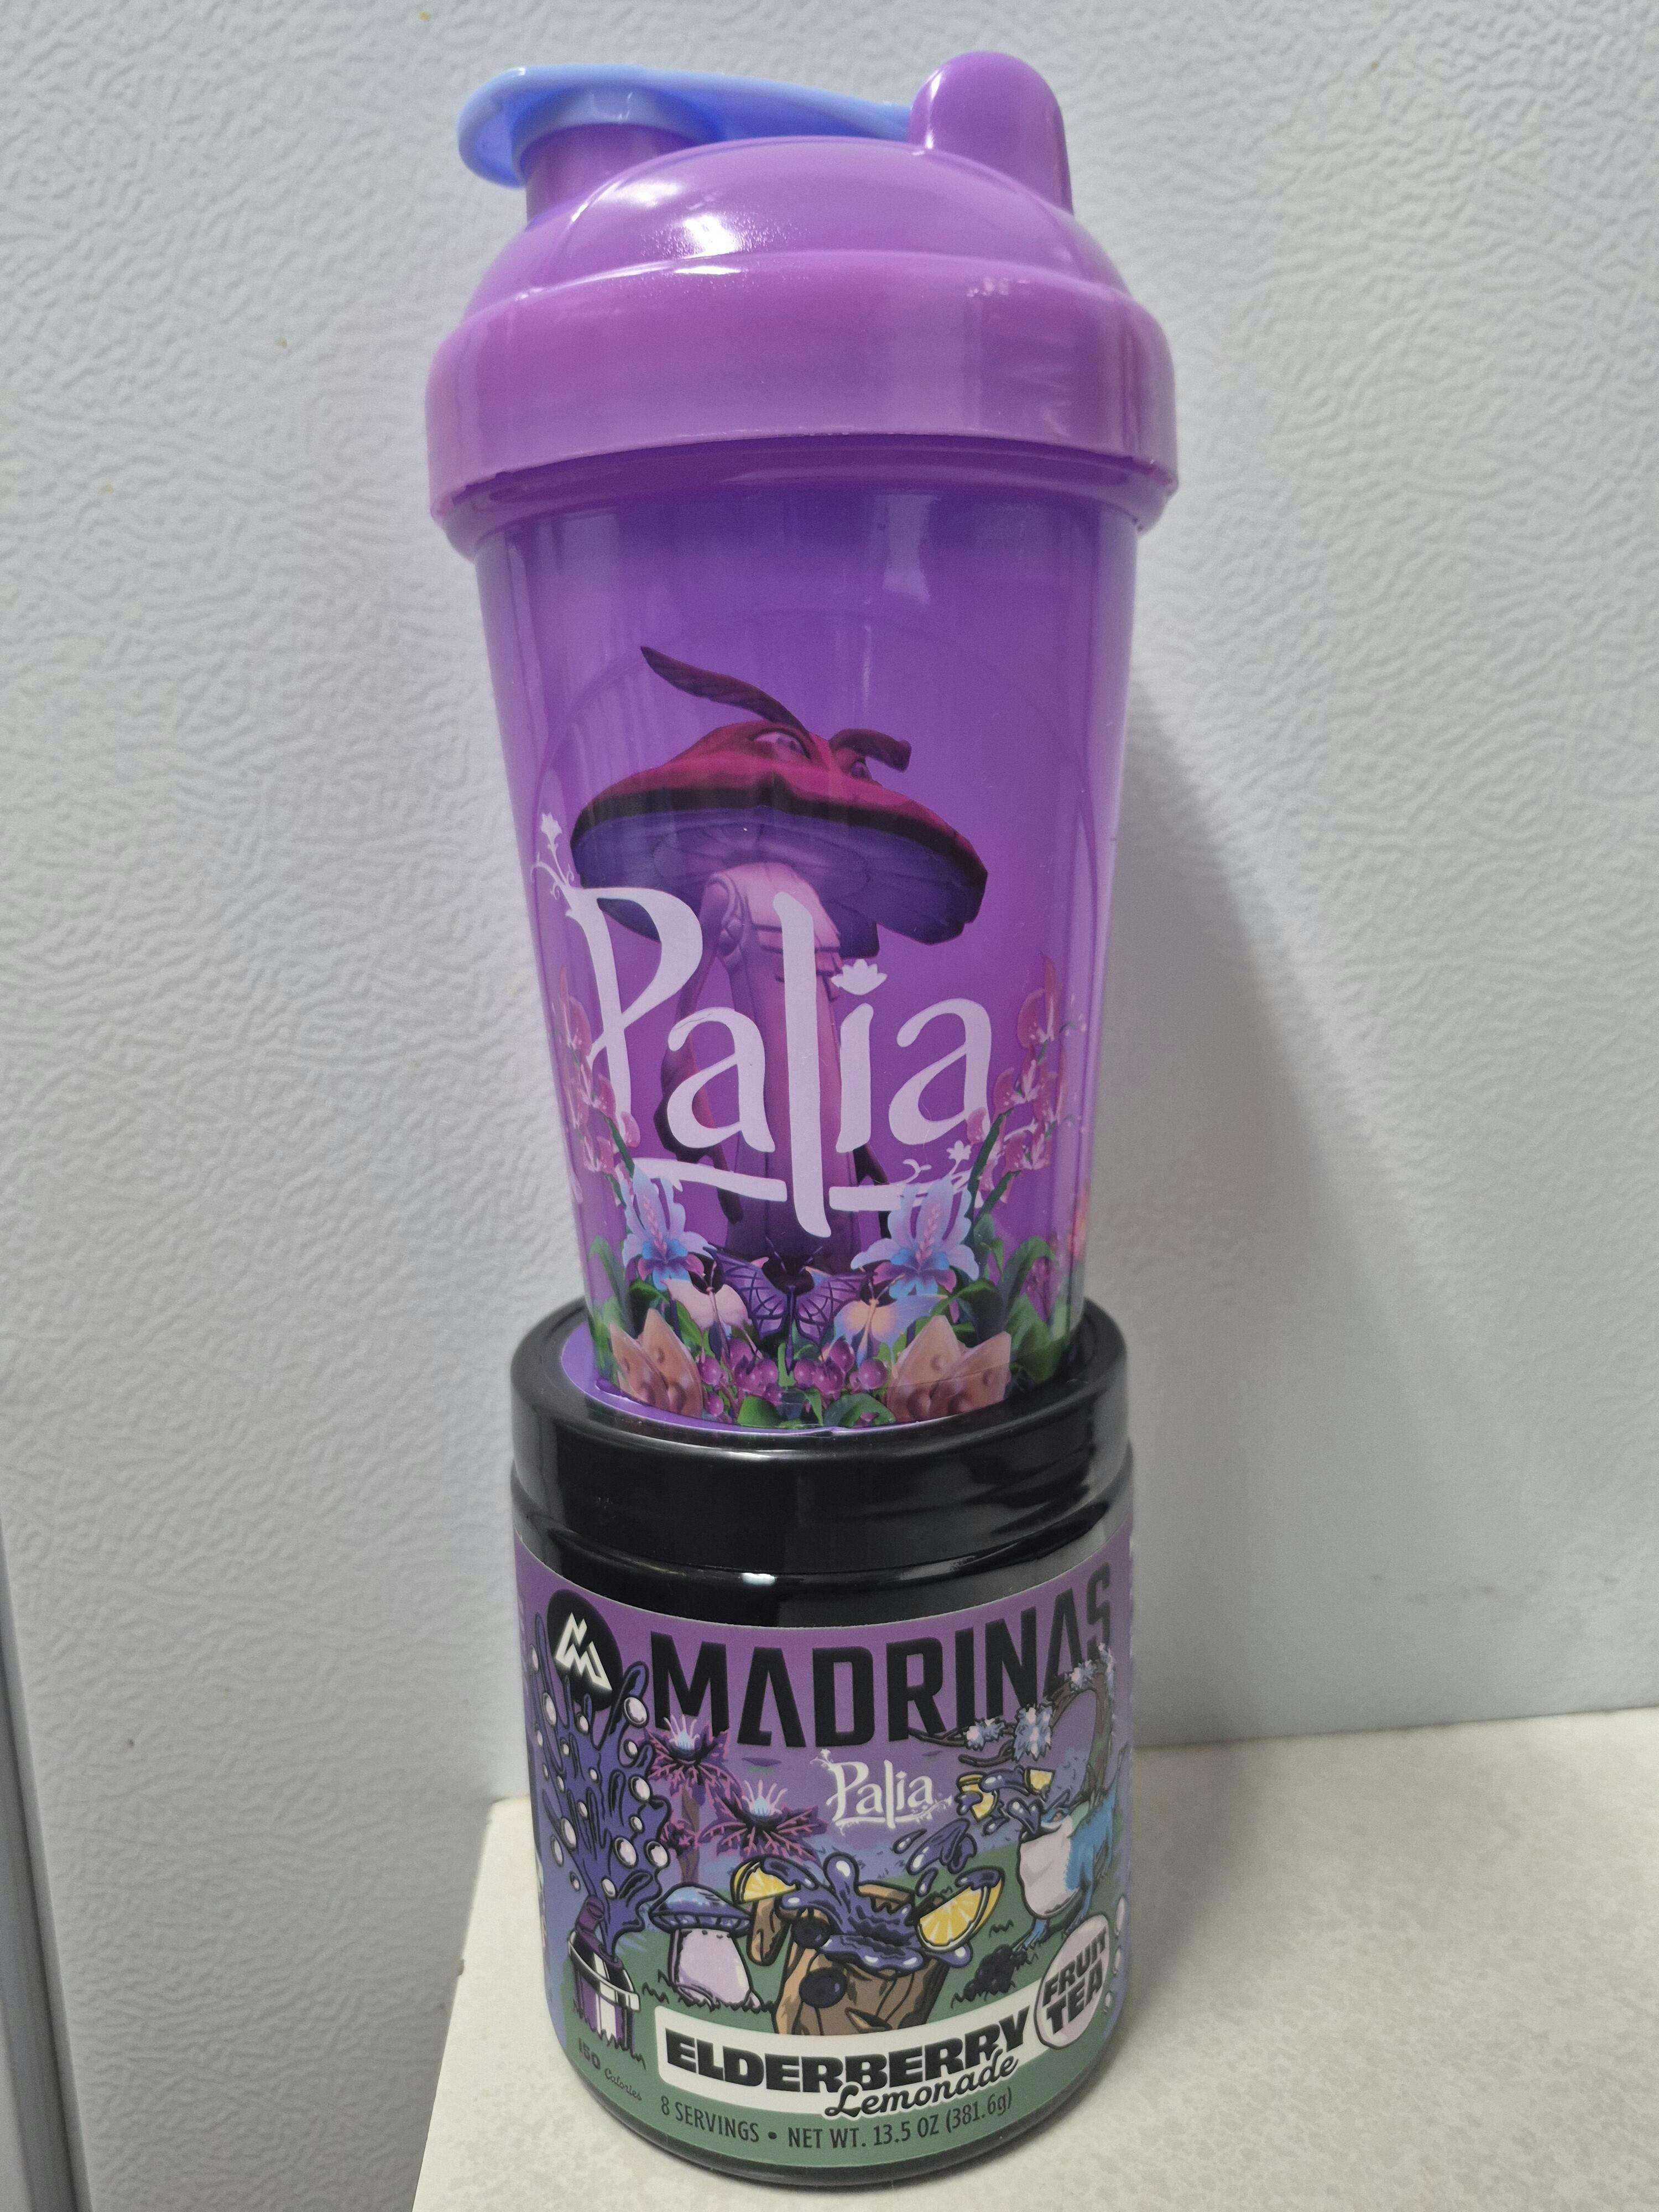 Palia
MADRINAS
Palia
FRUIT
TEA
ELDERBERRY
Lemonade
150 Calories
8 SERVINGS • NET WT. 13.5 OZ (381.6g)